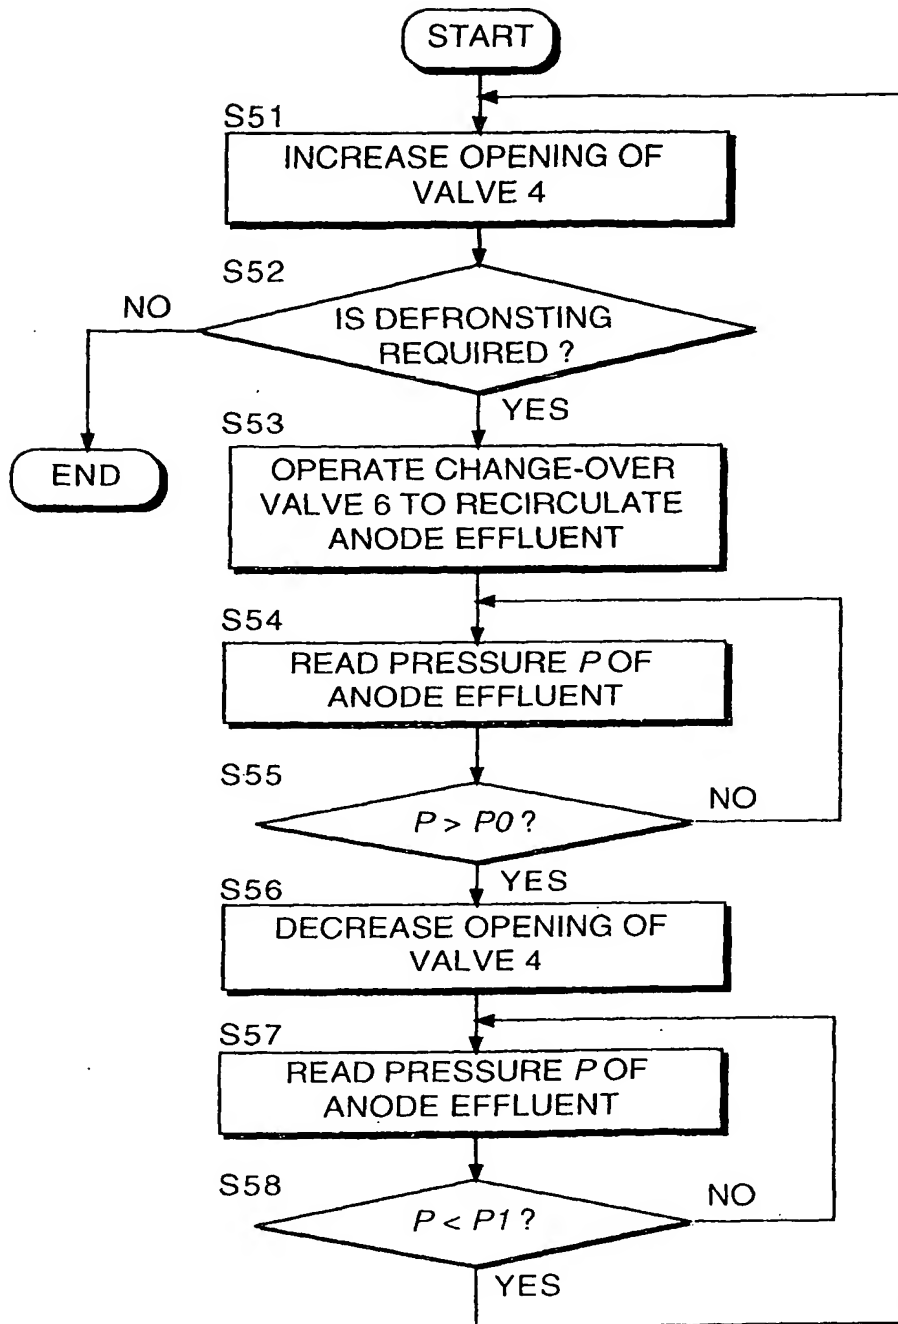 START
S51
INCREASE OPENING OF
VALVE 4
S52
NO
IS DEFRONSTING
REQUIRED ?
YES
S53
END
OPERATE CHANGE-OVER
VALVE 6 TO RECIRCULATE
ANODE EFFLUENT
S54
READ PRESSURE P OF
ANODE EFFLUENT
S55
NO
P > P0 ?
YES
S56
DECREASE OPENING OF
VALVE 4
S57
READ PRESSURE P OF
ANODE EFFLUENT
S58
NO
P < P1 ?
YES